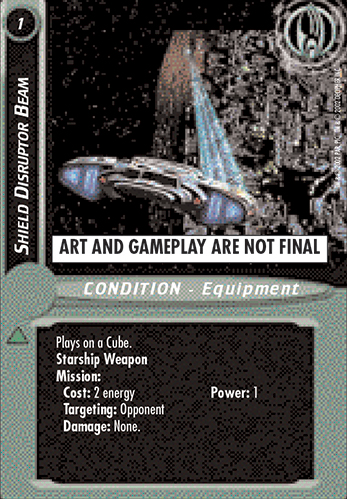 1
SHIELD DISRUPTOR BEAM
ART AND GAMEPLAY ARE NOT FINAL
CONDITION - Equipment
Plays on a Cube.
Starship Weapon
Mission:
Cost: 2 energy Power: 1
Targeting: Opponent
Damage: None.